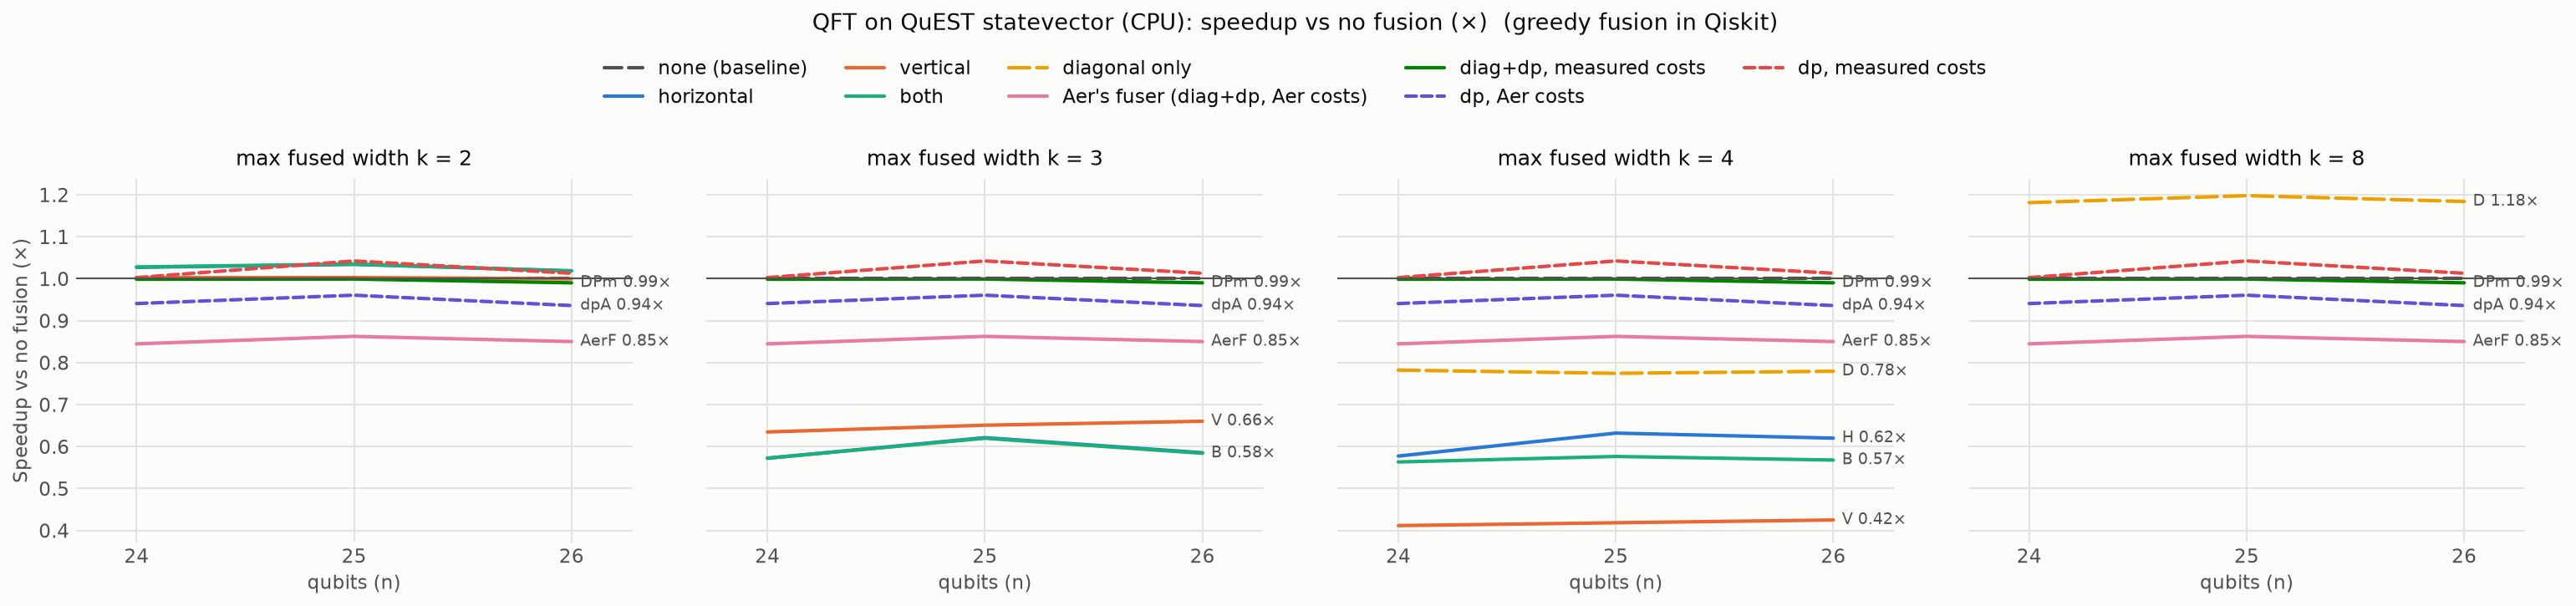 QFT on QuEST statevector (CPU): speedup vs no fusion (×)  (greedy fusion in Qiskit)
none (baseline)
horizontal
vertical
both
diagonal only
Aer's fuser (diag+dp, Aer costs)
diag+dp, measured costs
dp, Aer costs
dp, measured costs
Speedup vs no fusion (×)
max fused width k = 2
1.2
1.1
1.0
0.9
0.8
0.7
0.6
0.5
0.4
DPm 0.99×
dpA 0.94×
AerF 0.85×
24 25 26
qubits (n)
max fused width k = 3
DPm 0.99×
dpA 0.94×
AerF 0.85×
V 0.66×
B 0.58×
24 25 26
qubits (n)
max fused width k = 4
DPm 0.99×
dpA 0.94×
AerF 0.85×
D 0.78×
H 0.62×
B 0.57×
V 0.42×
24 25 26
qubits (n)
max fused width k = 8
D 1.18×
DPm 0.99×
dpA 0.94×
AerF 0.85×
24 25 26
qubits (n)